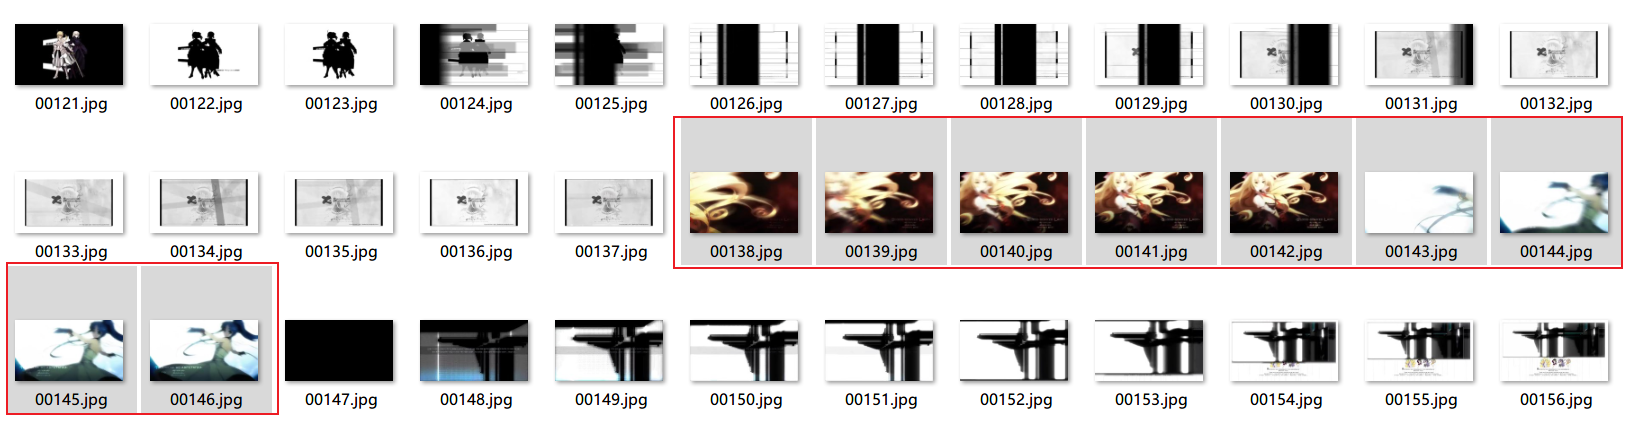 00121.jpg 00122.jpg 00123.jpg 00124.jpg 00125.jpg 00126.jpg 00127.jpg 00128.jpg 00129.jpg 00130.jpg 00131.jpg 00132.jpg
00133.jpg 00134.jpg 00135.jpg 00136.jpg 00137.jpg 00138.jpg 00139.jpg 00140.jpg 00141.jpg 00142.jpg 00143.jpg 00144.jpg
00145.jpg 00146.jpg 00147.jpg 00148.jpg 00149.jpg 00150.jpg 00151.jpg 00152.jpg 00153.jpg 00154.jpg 00155.jpg 00156.jpg